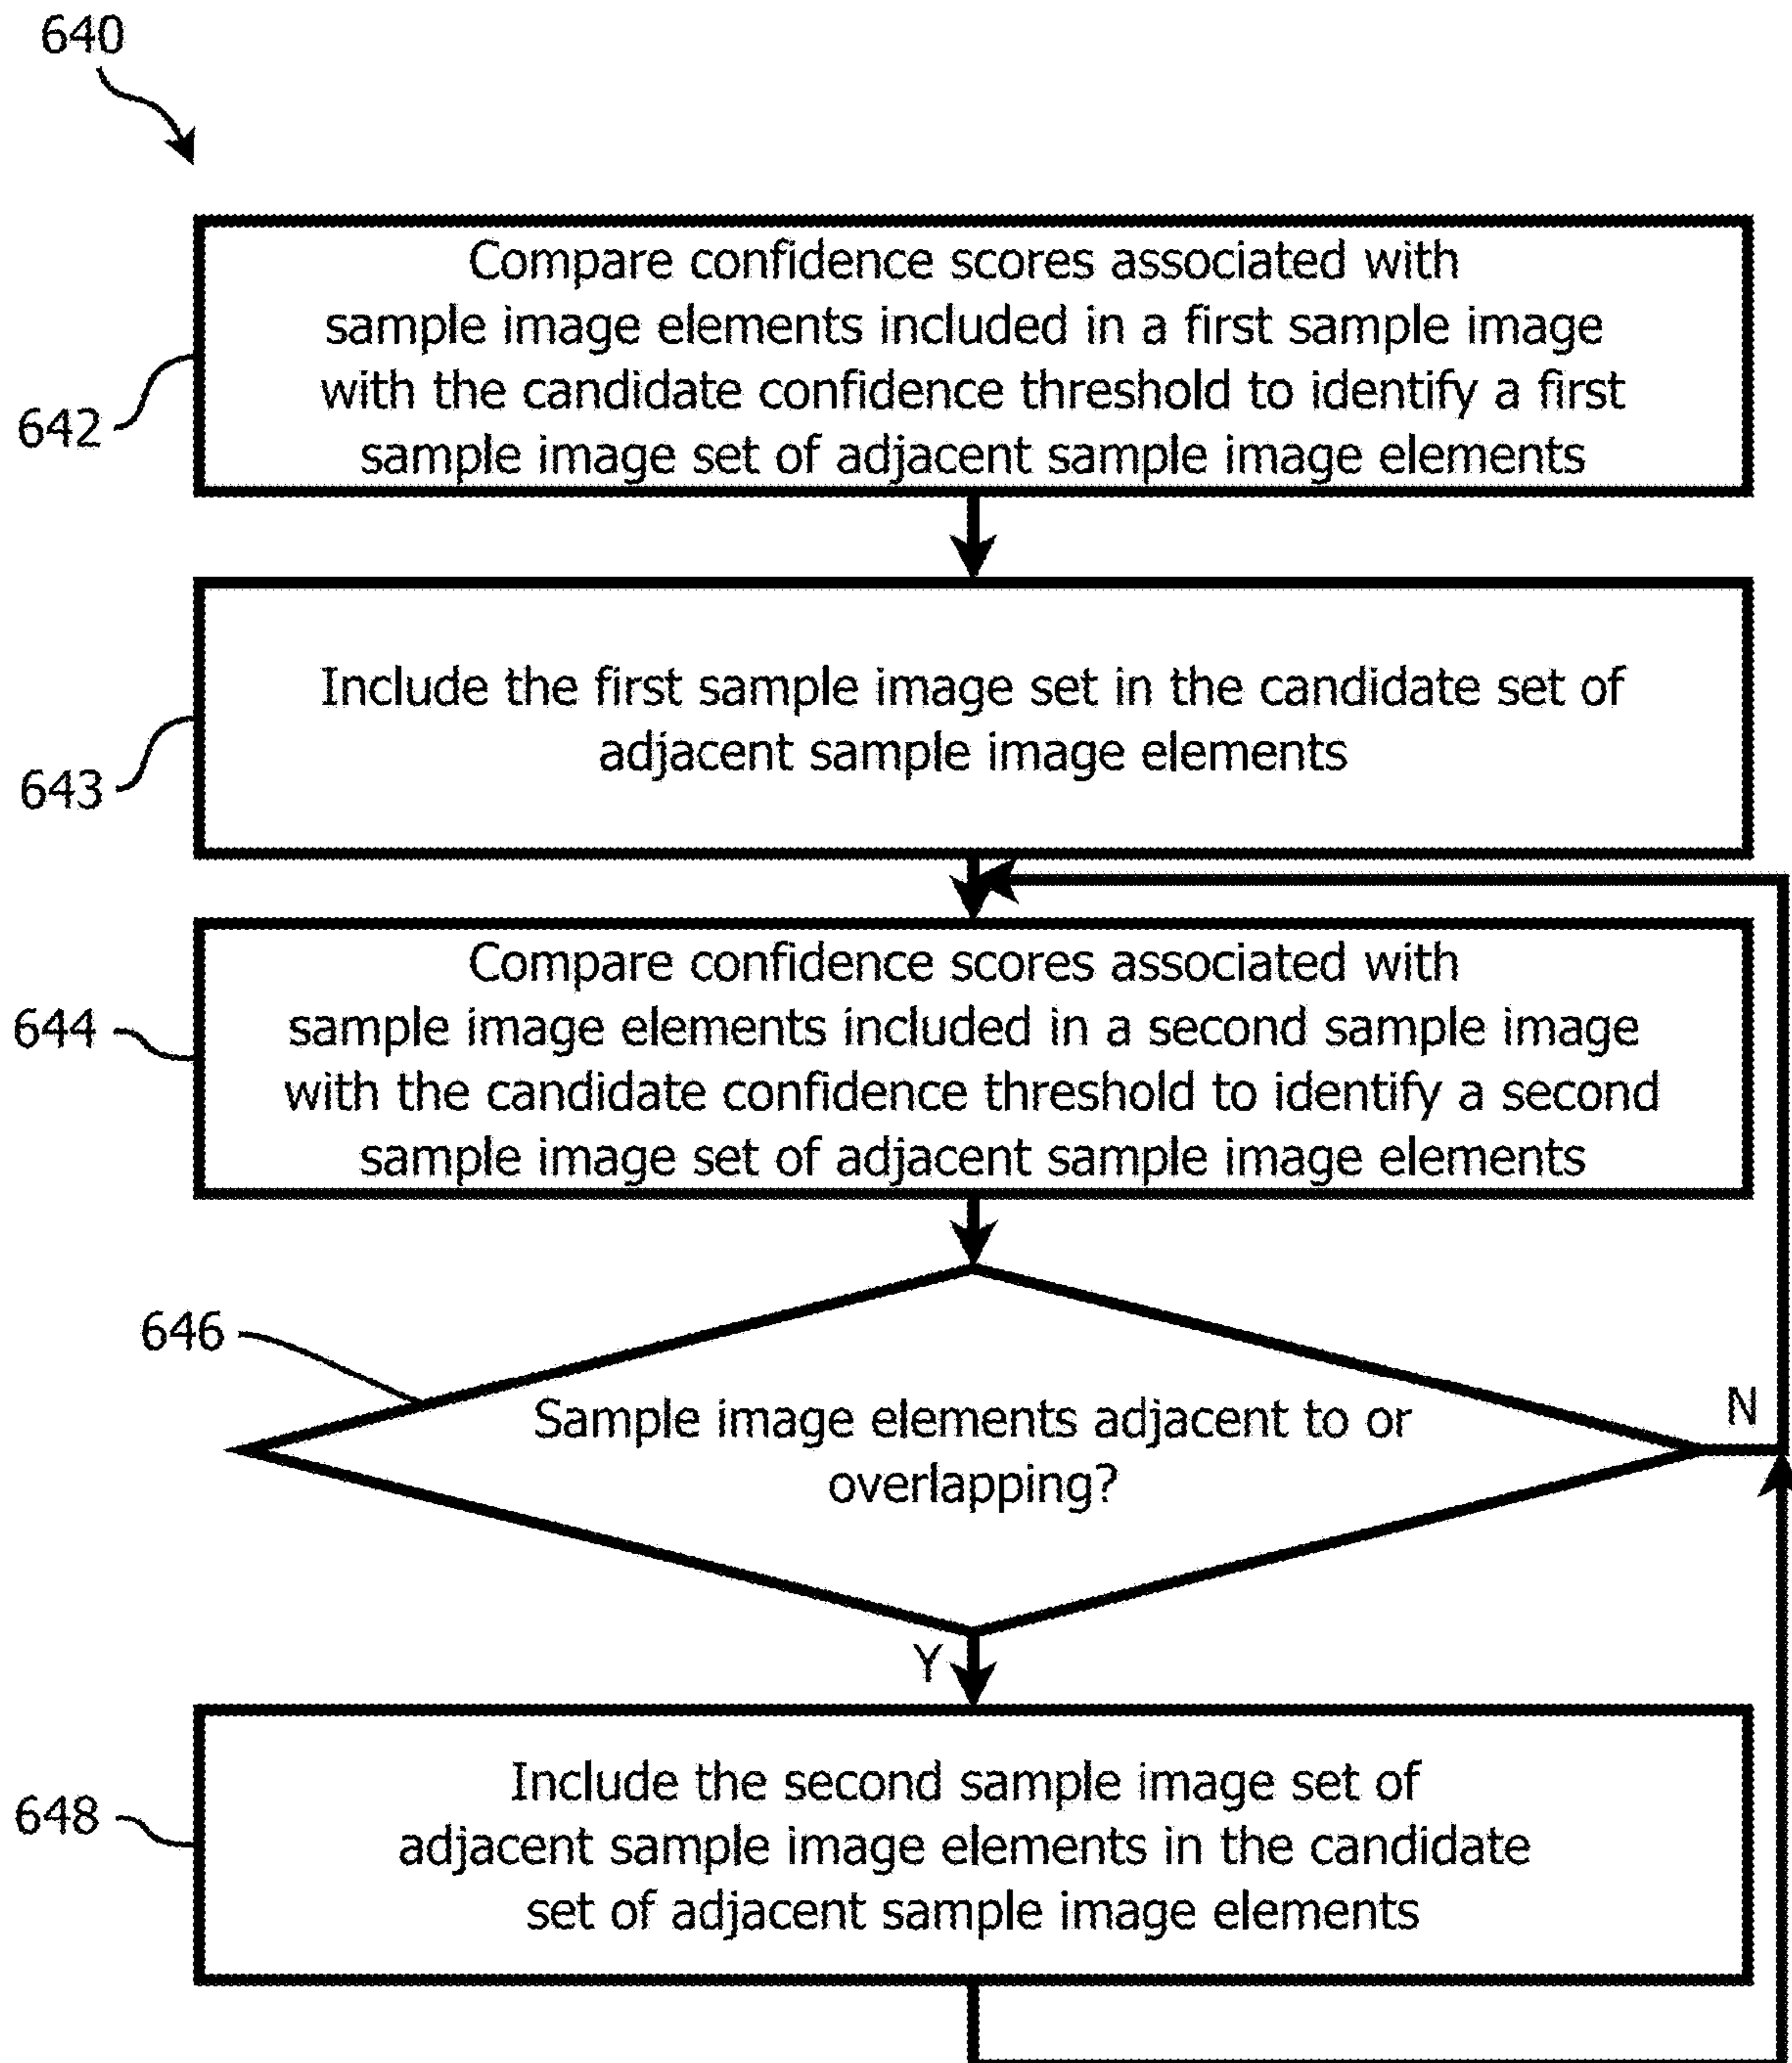 640
Compare confidence scores associated with
sample image elements included in a first sample image
with the candidate confidence threshold to identify a first
sample image set of adjacent sample image elements
642
Include the first sample image set in the candidate set of
adjacent sample image elements
643
Compare confidence scores associated with
sample image elements included in a second sample image
with the candidate confidence threshold to identify a second
sample image set of adjacent sample image elements
644
646
Sample image elements adjacent to or
overlapping?
N
Y
Include the second sample image set of
adjacent sample image elements in the candidate
set of adjacent sample image elements
648